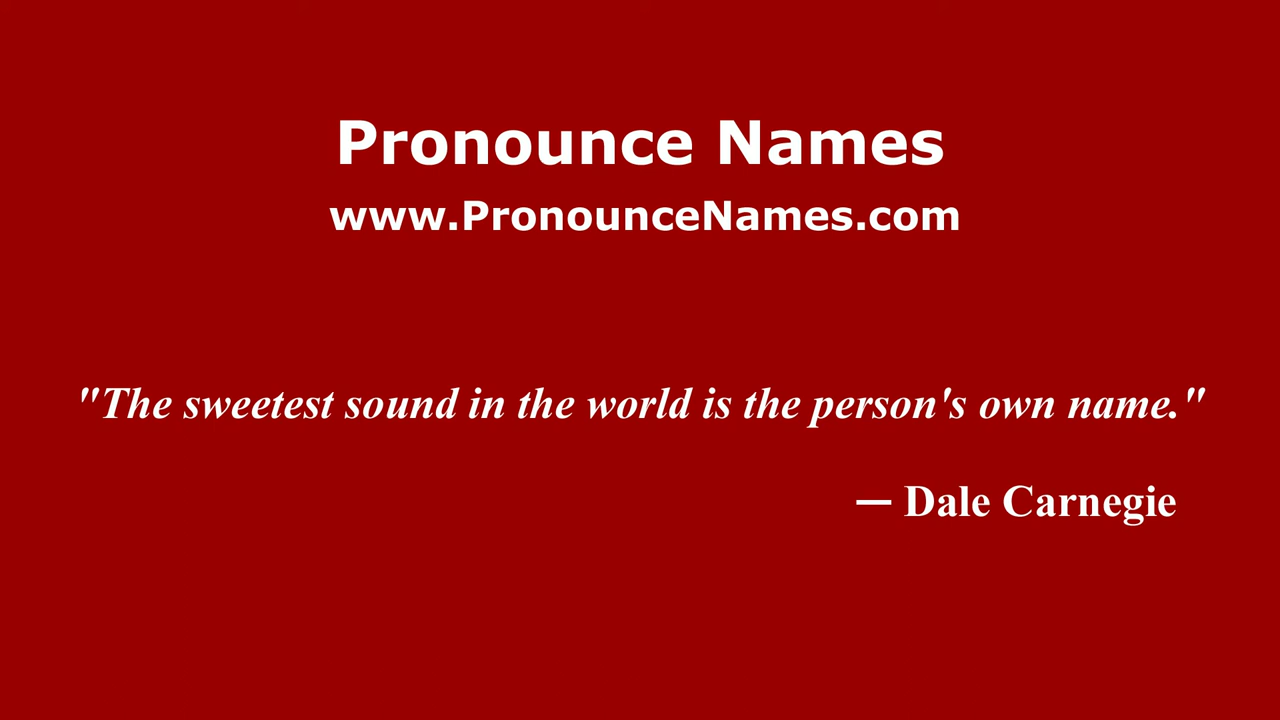 Pronounce Names
www.PronounceNames.com
"The sweetest sound in the world is the person's own name."
— Dale Carnegie